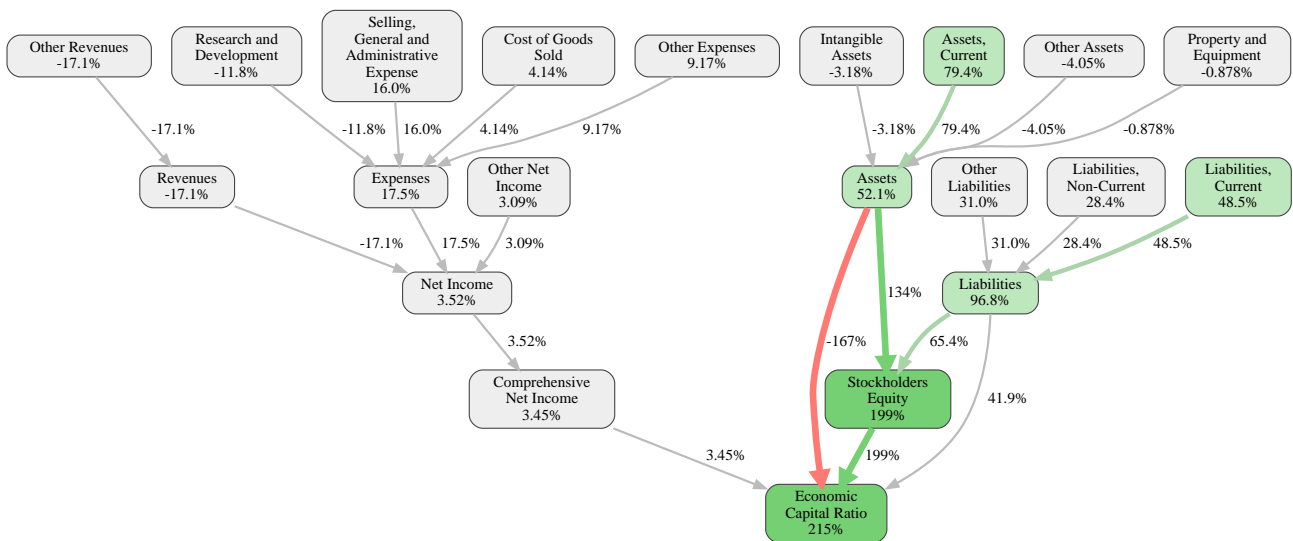 Other Revenues
-17.1%
Research and
Development
-11.8%
Selling,
General and
Administrative
Expense
16.0%
Cost of Goods
Sold
4.14%
Other Expenses
9.17%
Intangible
Assets
-3.18%
Assets,
Current
79.4%
Other Assets
-4.05%
Property and
Equipment
-0.878%
-17.1%
-11.8%
16.0%
4.14%
9.17%
-3.18%
79.4%
-4.05%
-0.878%
Revenues
-17.1%
Expenses
17.5%
Other Net
Income
3.09%
Assets
52.1%
Other
Liabilities
31.0%
Liabilities,
Non-Current
28.4%
Liabilities,
Current
48.5%
-17.1%
17.5%
3.09%
31.0%
28.4%
48.5%
Net Income
3.52%
134%
Liabilities
96.8%
3.52%
-167%
65.4%
Comprehensive
Net Income
3.45%
Stockholders
Equity
199%
41.9%
3.45%
199%
Economic
Capital Ratio
215%